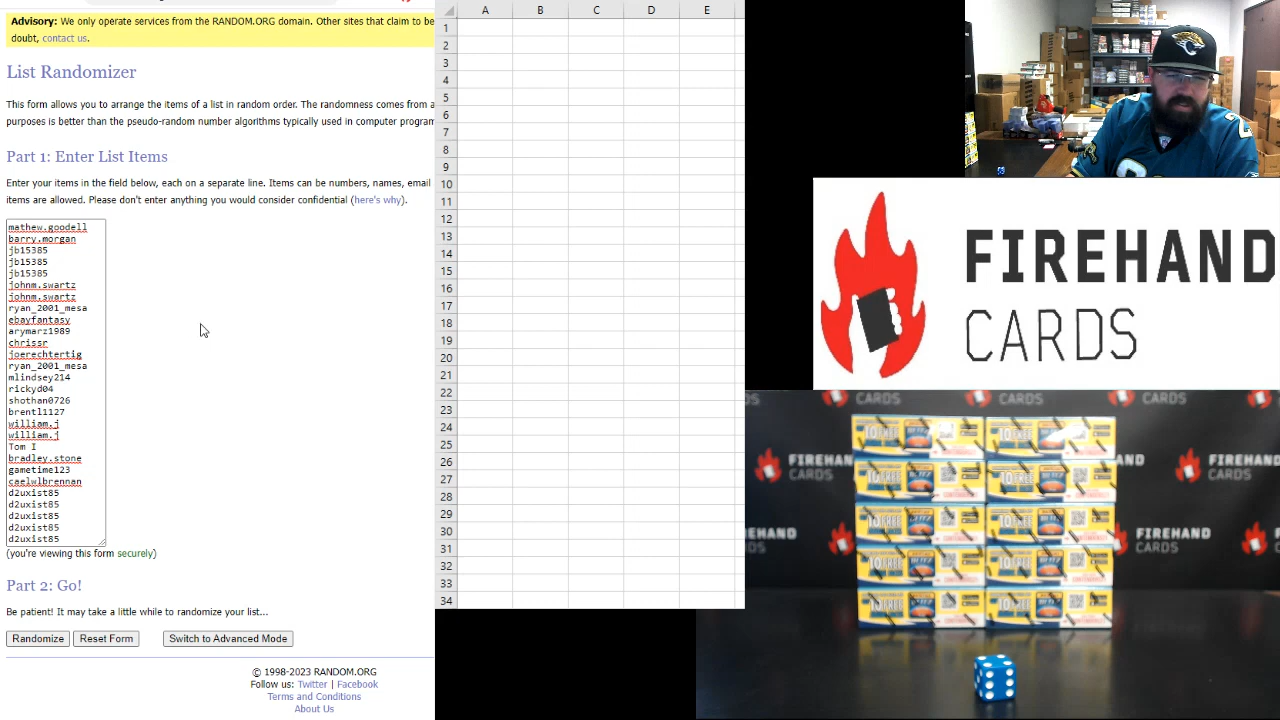 Advisory: We only operate services from the RANDOM.ORG domain. Other sites that claim to be
doubt, contact us.
List Randomizer
This form allows you to arrange the items of a list in random order. The randomness comes from a
purposes is better than the pseudo-random number algorithms typically used in computer program
Part 1: Enter List Items
Enter your items in the field below, each on a separate line. Items can be numbers, names, email
items are allowed. Please don't enter anything you would consider confidential (here's why).
mathew.goodell
barry.morgan
jb15385
jb15385
jb15385
johnm.swartz
johnm.swartz
ryan_2001_mesa
ebayfantasy
arymarz1989
chrissr
joerechtertig
ryan_2001_mesa
mlindsey214
rickyd04
shothan0726
brentl1127
william.j
william.j
Tom I
bradley.stone
gametime123
caelwlbrennan
d2uxist85
d2uxist85
d2uxist85
d2uxist85
d2uxist85
(you're viewing this form securely)
Part 2: Go!
Be patient! It may take a little while to randomize your list...
Randomize Reset Form Switch to Advanced Mode
© 1998-2023 RANDOM.ORG
Follow us: Twitter | Facebook
Terms and Conditions
About Us
A B C D E
1
2
3
4
5
6
7
8
9
10
11
12
13
14
15
16
17
18
19
20
21
22
23
24
25
26
27
28
29
30
31
32
33
34
FIREHAND
CARDS
CARDS CARDS CARDS CARDS
FIREHAND
CARDS
FIREHAND
CARDS
FIREHAND
CARDS